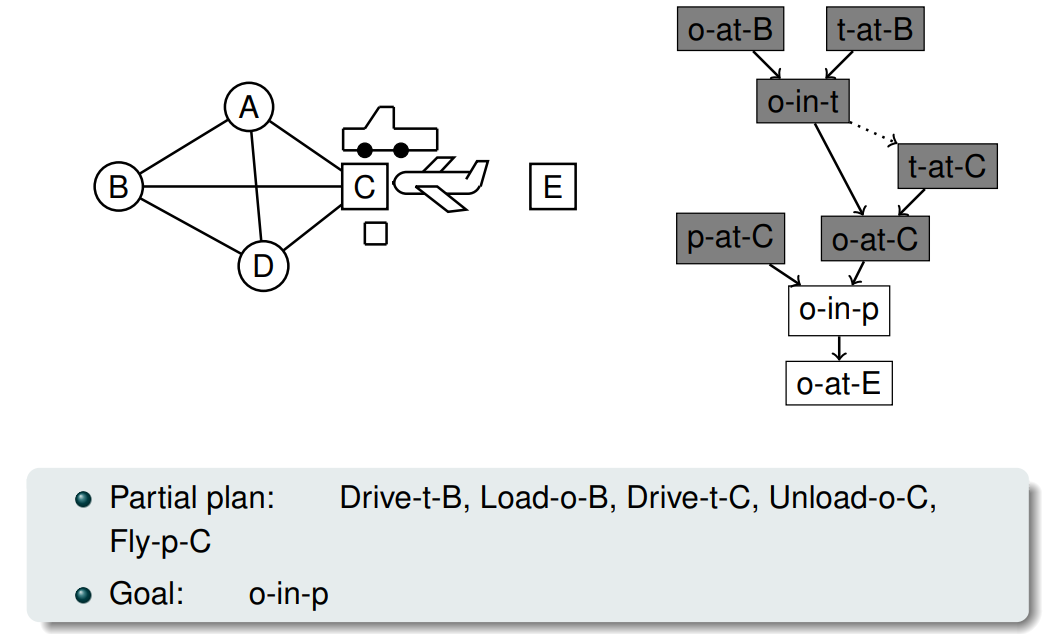 o-at-B t-at-B
o-in-t
A
t-at-C
B C E
p-at-C o-at-C
D
o-in-p
o-at-E
Partial plan: Drive-t-B, Load-o-B, Drive-t-C, Unload-o-C,
Fly-p-C
Goal: o-in-p